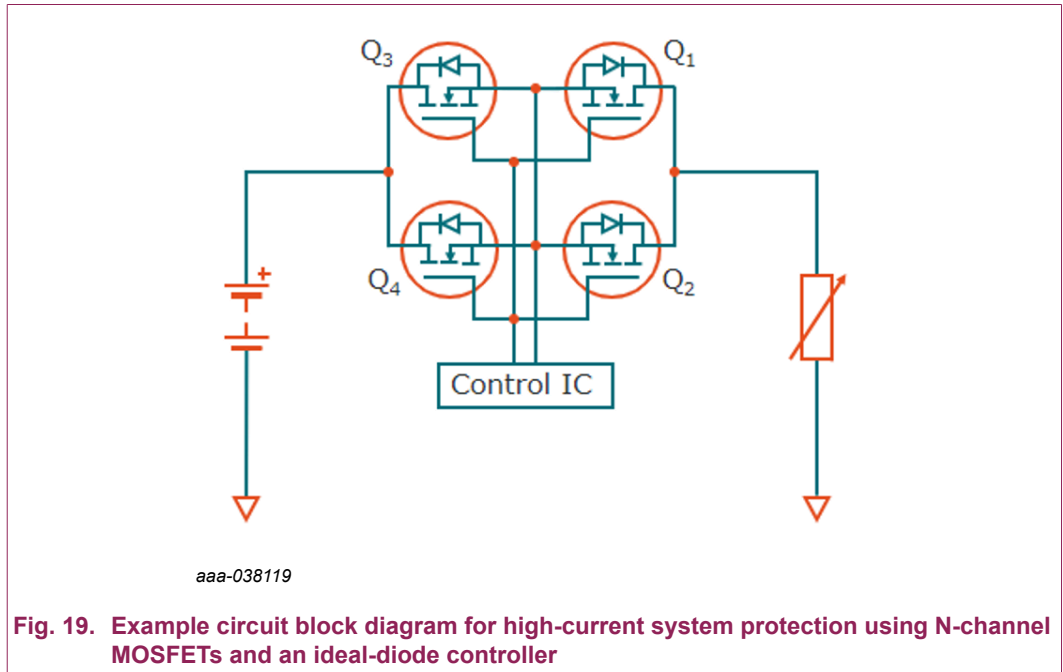 Q3
Q1
Q4
Q2
+
Control IC
aaa-038119
Fig. 19. Example circuit block diagram for high-current system protection using N-channel
MOSFETs and an ideal-diode controller